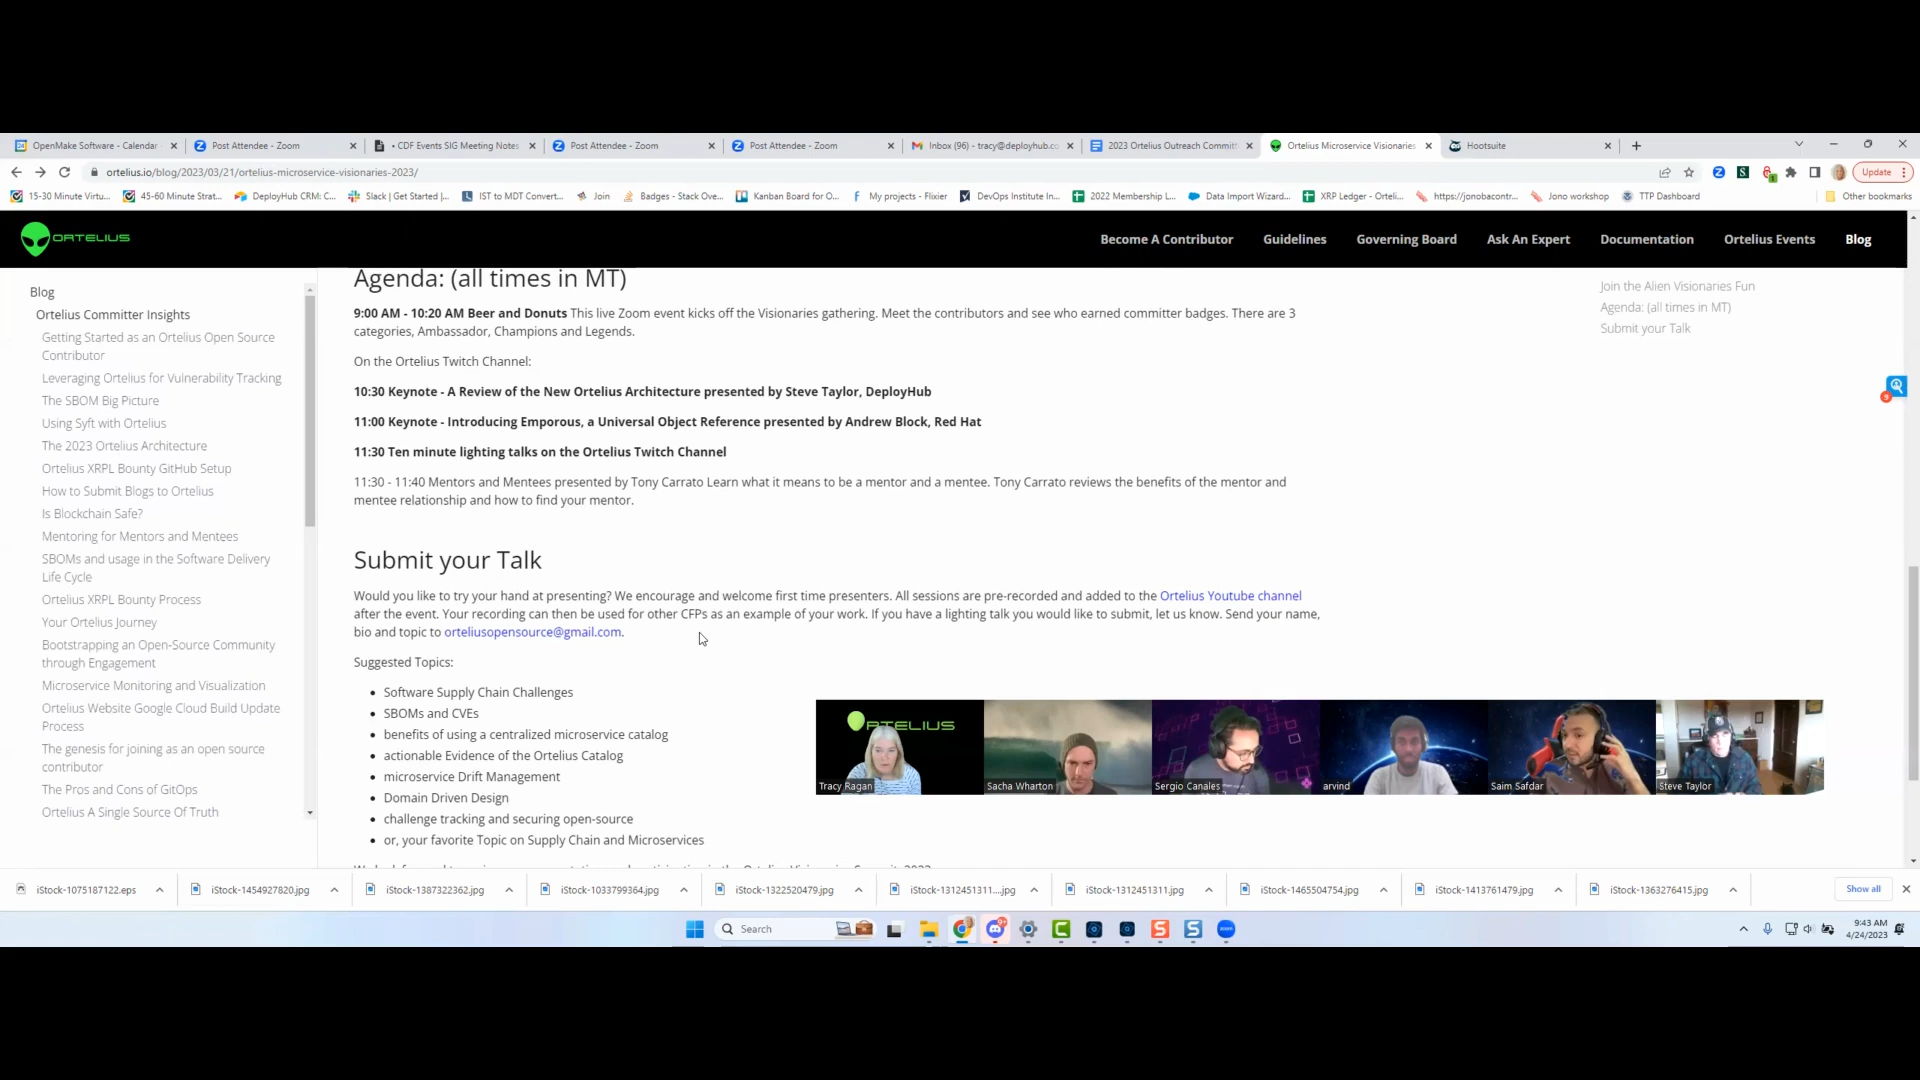 OpenMake Software - Calendar
Post Attendee - Zoom
• CDF Events SIG Meeting Notes
Post Attendee - Zoom
Post Attendee - Zoom
Inbox (96) - tracy@deployhub.co
2023 Ortelius Outreach Committ
Ortelius Microservice Visionaries
Hootsuite
ortelius.io/blog/2023/03/21/ortelius-microservice-visionaries-2023/
Update
15-30 Minute Virtu...
45-60 Minute Strat...
DeployHub CRM: C...
Slack | Get Started |...
IST to MDT Convert...
Join
Badges - Stack Ove...
Kanban Board for O...
My projects - Flixier
DevOps Institute In...
2022 Membership L...
Data Import Wizard...
XRP Ledger - Orteli...
https://jonobacontr...
Jono workshop
TTP Dashboard
Other bookmarks
ORTELIUS
Become A Contributor
Guidelines
Governing Board
Ask An Expert
Documentation
Ortelius Events
Blog
Blog
Ortelius Committer Insights
Getting Started as an Ortelius Open Source
Contributor
Leveraging Ortelius for Vulnerability Tracking
The SBOM Big Picture
Using Syft with Ortelius
The 2023 Ortelius Architecture
Ortelius XRPL Bounty GitHub Setup
How to Submit Blogs to Ortelius
Is Blockchain Safe?
Mentoring for Mentors and Mentees
SBOMs and usage in the Software Delivery
Life Cycle
Ortelius XRPL Bounty Process
Your Ortelius Journey
Bootstrapping an Open-Source Community
through Engagement
Microservice Monitoring and Visualization
Ortelius Website Google Cloud Build Update
Process
The genesis for joining as an open source
contributor
The Pros and Cons of GitOps
Ortelius A Single Source Of Truth
Agenda: (all times in MT)
9:00 AM - 10:20 AM Beer and Donuts This live Zoom event kicks off the Visionaries gathering. Meet the contributors and see who earned committer badges. There are 3
categories, Ambassador, Champions and Legends.
On the Ortelius Twitch Channel:
10:30 Keynote - A Review of the New Ortelius Architecture presented by Steve Taylor, DeployHub
11:00 Keynote - Introducing Emporous, a Universal Object Reference presented by Andrew Block, Red Hat
11:30 Ten minute lighting talks on the Ortelius Twitch Channel
11:30 - 11:40 Mentors and Mentees presented by Tony Carrato Learn what it means to be a mentor and a mentee. Tony Carrato reviews the benefits of the mentor and
mentee relationship and how to find your mentor.
Submit your Talk
Would you like to try your hand at presenting? We encourage and welcome first time presenters. All sessions are pre-recorded and added to the Ortelius Youtube channel
after the event. Your recording can then be used for other CFPs as an example of your work. If you have a lighting talk you would like to submit, let us know. Send your name,
bio and topic to orteliusopensource@gmail.com.
Suggested Topics:
• Software Supply Chain Challenges
• SBOMs and CVEs
• benefits of using a centralized microservice catalog
• actionable Evidence of the Ortelius Catalog
• microservice Drift Management
• Domain Driven Design
• challenge tracking and securing open-source
• or, your favorite Topic on Supply Chain and Microservices
Join the Alien Visionaries Fun
Agenda: (all times in MT)
Submit your Talk
9
ORTELIUS
Tracy Ragan
Sacha Wharton
Sergio Canales
arvind
Saim Safdar
Steve Taylor
iStock-1075187122.eps
iStock-1454927820.jpg
iStock-1387322362.jpg
iStock-1033799364.jpg
iStock-1322520479.jpg
iStock-1312451311....jpg
iStock-1312451311.jpg
iStock-1465504754.jpg
iStock-1413761479.jpg
iStock-1363276415.jpg
Show all
Search
9:43 AM
4/24/2023